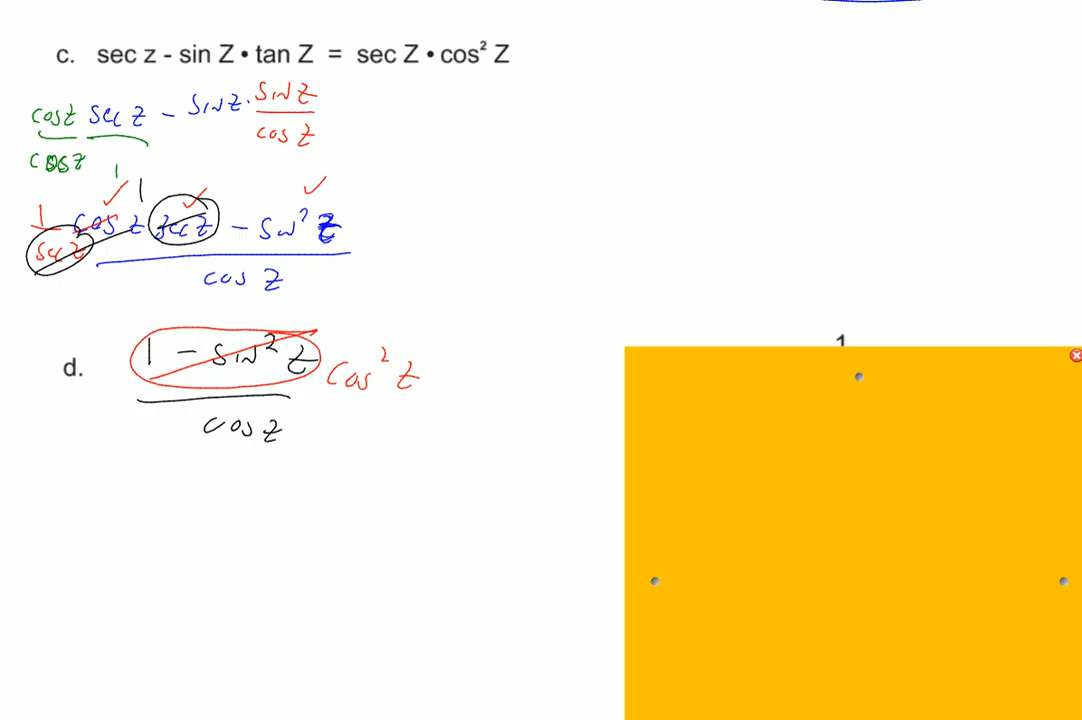 c. sec z - sin Z • tan Z = sec Z • cos² Z
cos z sec z - sin z · sin z
cos z
cos z
1
1
1 cos z sec z - sin² z
sec z
cos z
1
d. 1 - sin² z cos² z
cos z